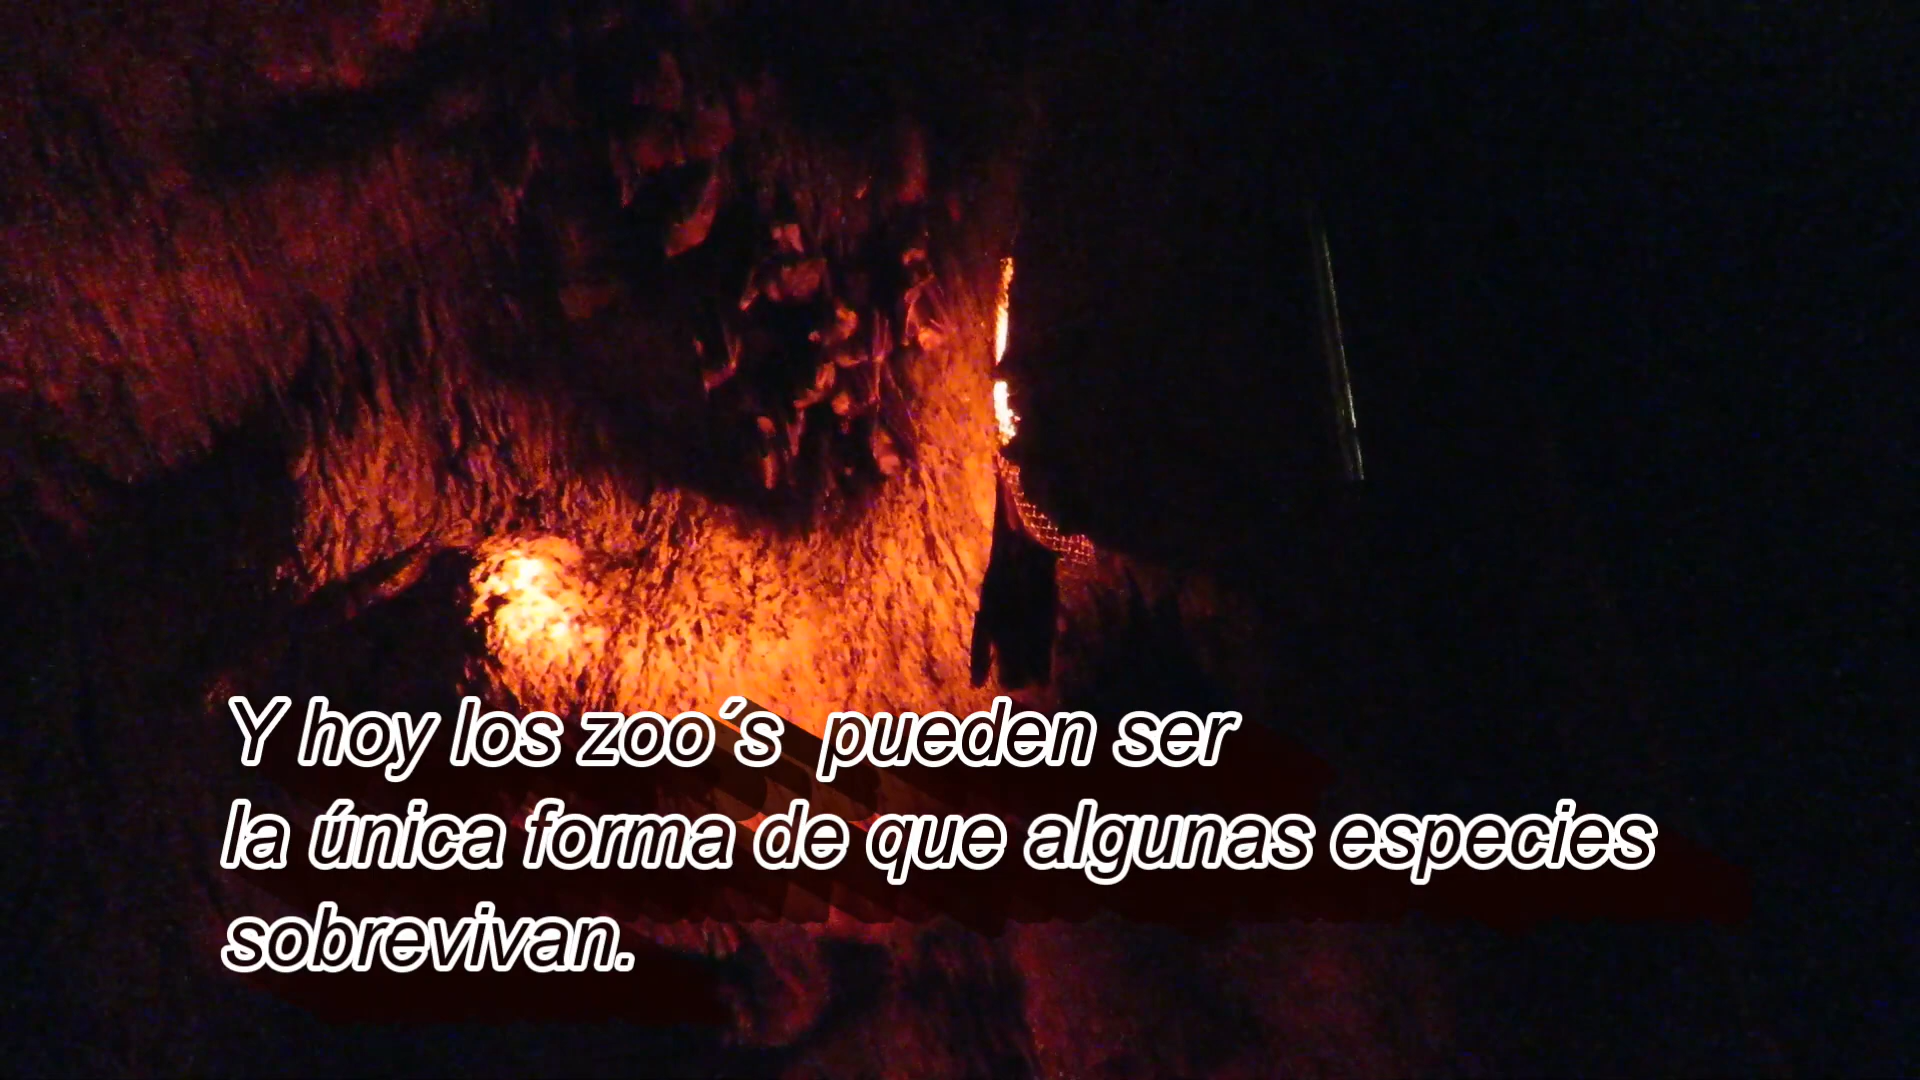 Y hoy los zoo´s  pueden ser
la única forma de que algunas especies
sobrevivan.